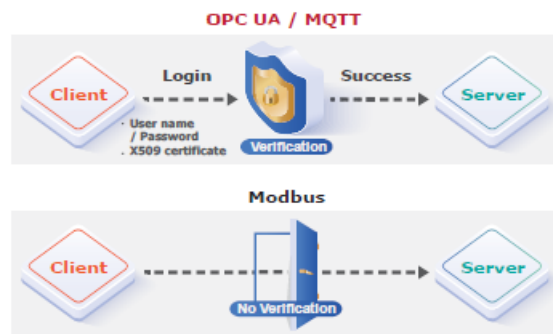 OPC UA / MQTT
Client
Login
· User name
/ Password
· X509 certificate
Verification
Success
Server
Modbus
Client
No Verification
Server